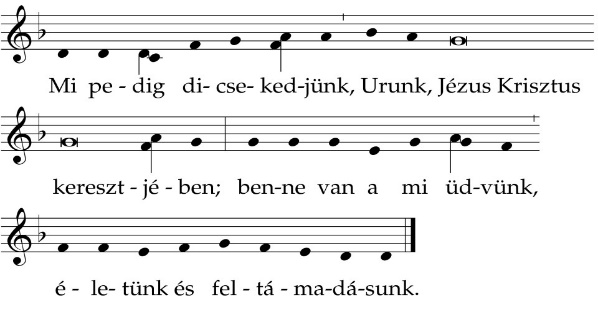 Mi pe - dig di- cse- ked-jünk, Urunk, Jézus Krisztus
kereszt - jé - ben; ben-ne van a mi üd-vünk,
é - le- tünk és fel - tá - ma-dá-sunk.